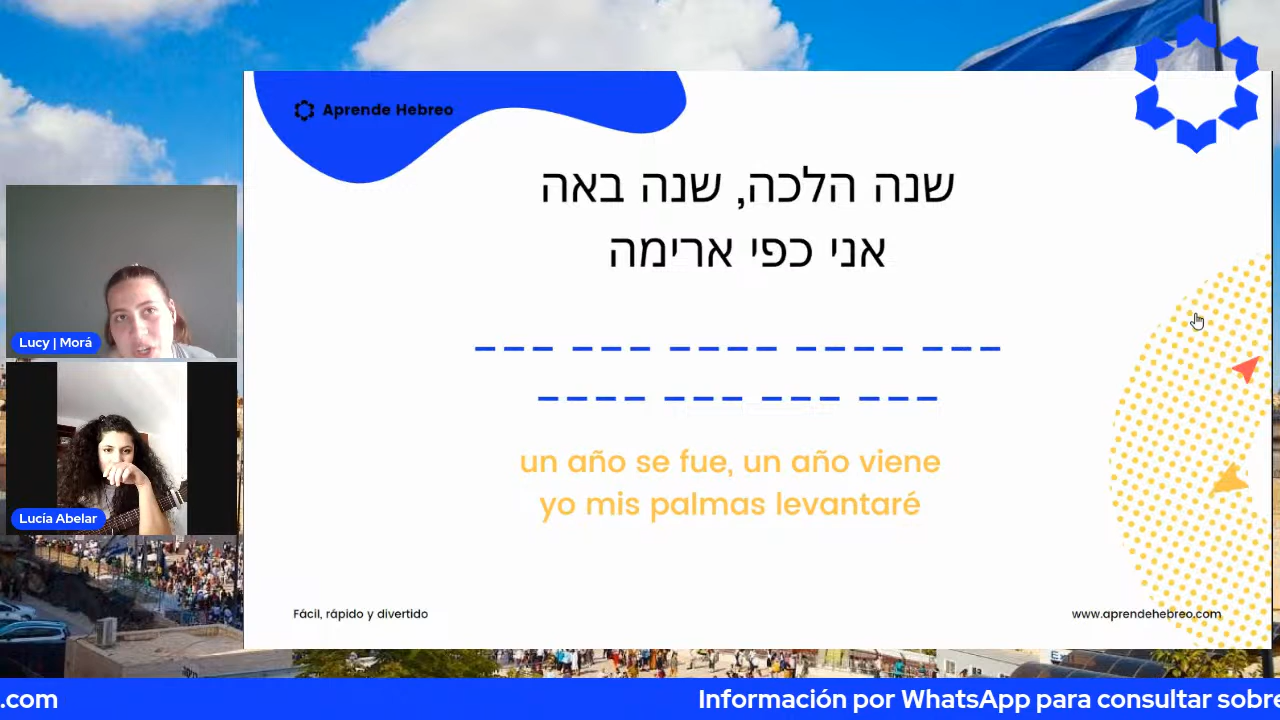 Aprende Hebreo
שנה הלכה, שנה באה
אני כפי ארימה
un año se fue, un año viene
yo mis palmas levantaré
Lucy | Morá
Lucía Abelar
Fácil, rápido y divertido
www.aprendehebreo.com
.com
Información por WhatsApp para consultar sobre